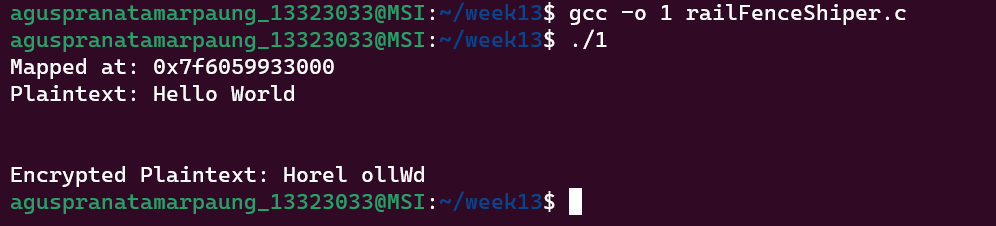 aguspranatamarpaung_13323033@MSI:~/week13$ gcc -o 1 railFenceShiper.c
aguspranatamarpaung_13323033@MSI:~/week13$ ./1
Mapped at: 0x7f6059933000
Plaintext: Hello World
Encrypted Plaintext: Horel ollWd
aguspranatamarpaung_13323033@MSI:~/week13$